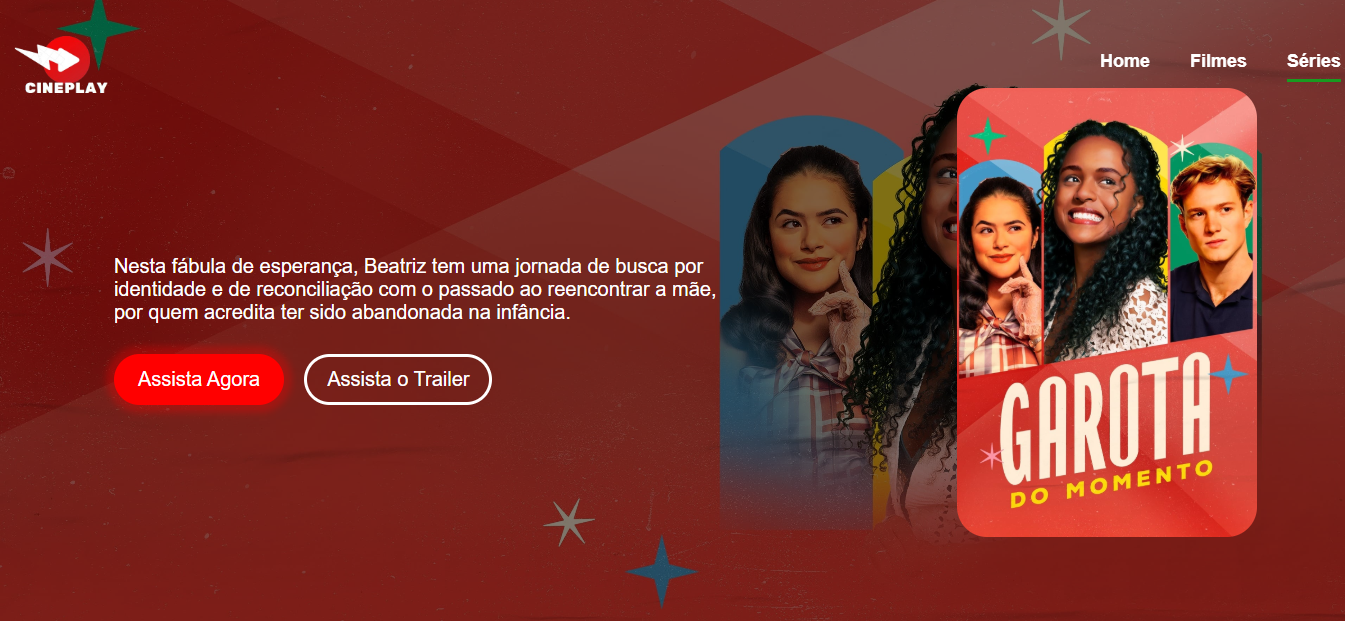 CINEPLAY
Home
Filmes
Séries
Nesta fábula de esperança, Beatriz tem uma jornada de busca por
identidade e de reconciliação com o passado ao reencontrar a mãe,
por quem acredita ter sido abandonada na infância.
Assista Agora
Assista o Trailer
GAROTA
DO MOMENTO